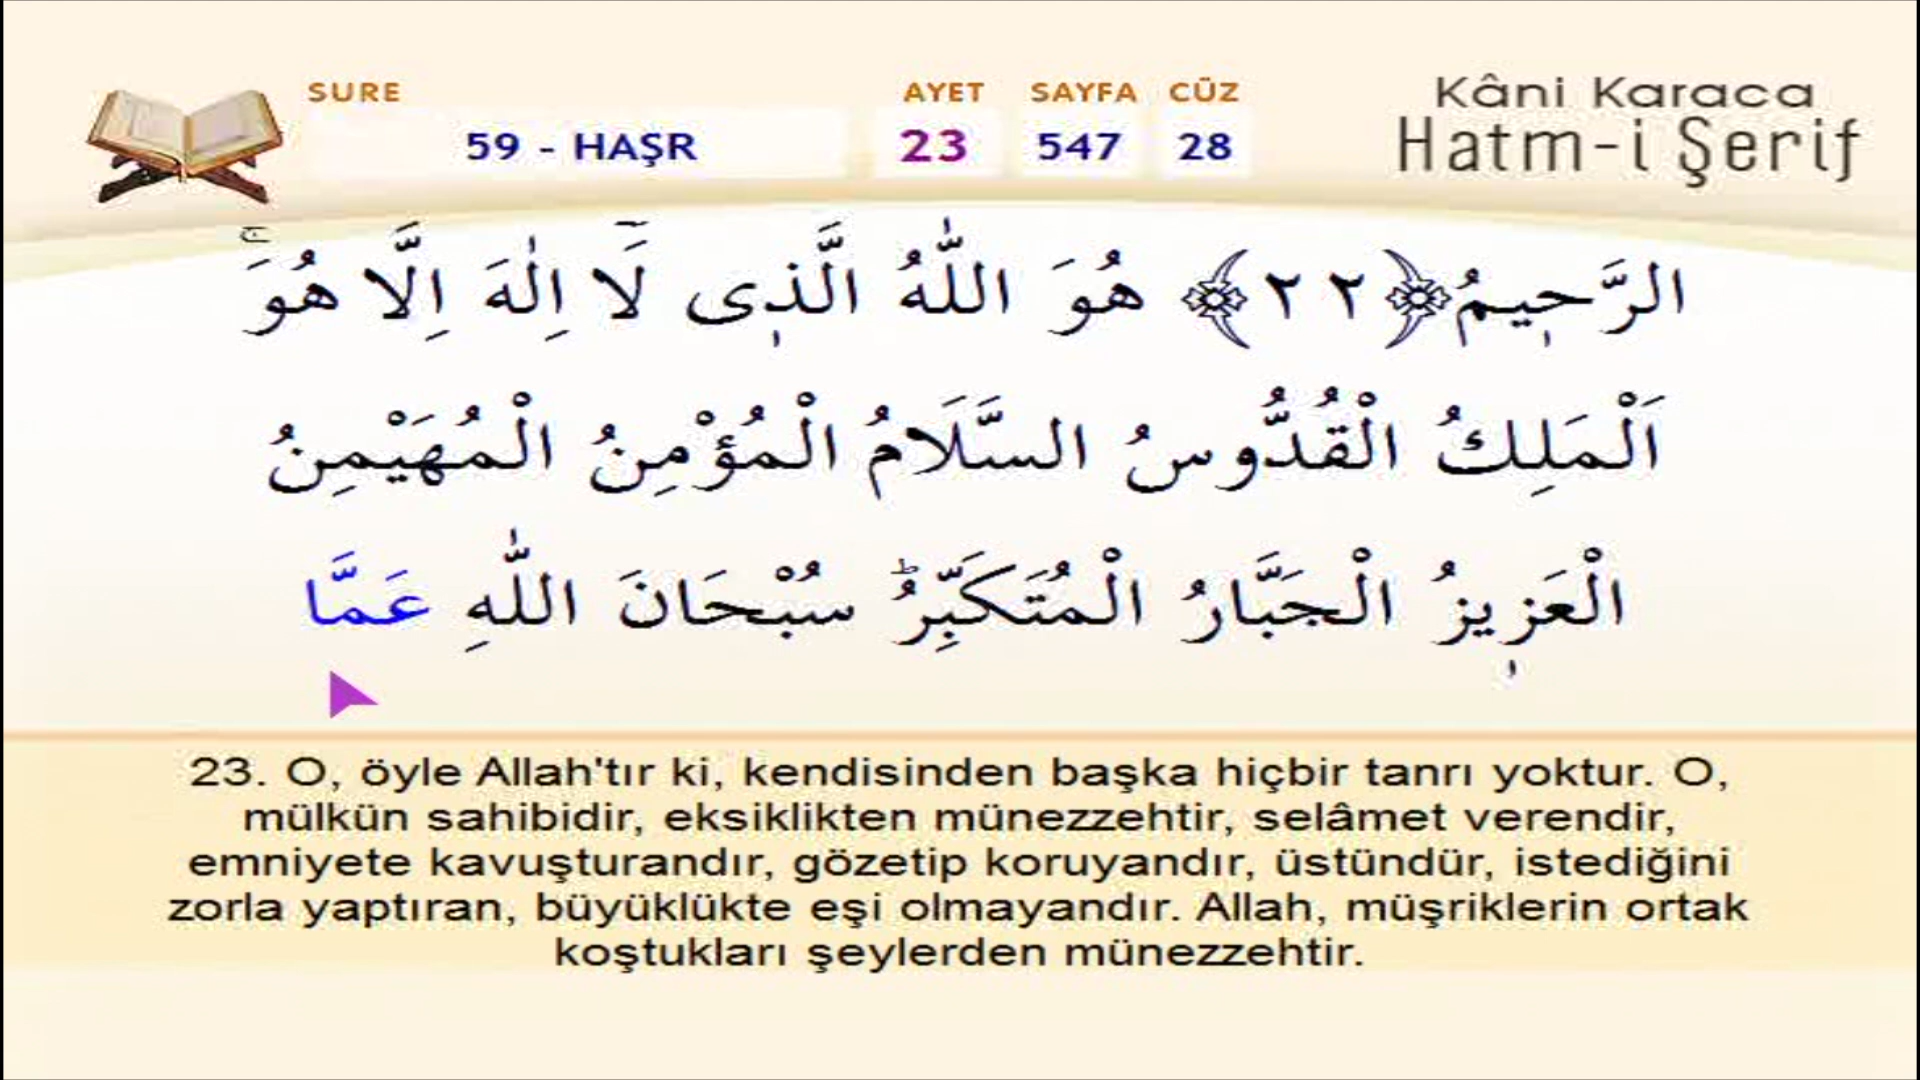 SURE AYET SAYFA CÜZ
59 - HAŞR 23 547 28
Kâni Karaca
Hatm-i Şerif
الرَّحٖيمُ ﴿٢٢﴾ هُوَ اللّٰهُ الَّذٖى لَٓا اِلٰهَ اِلَّا هُوَۚ
اَلْمَلِكُ الْقُدُّوسُ السَّلَامُ الْمُؤْمِنُ الْمُهَيْمِنُ
الْعَزٖيزُ الْجَبَّارُ الْمُتَكَبِّرُؕ سُبْحَانَ اللّٰهِ عَمَّا
23. O, öyle Allah'tır ki, kendisinden başka hiçbir tanrı yoktur. O,
mülkün sahibidir, eksiklikten münezzehtir, selâmet verendir,
emniyete kavuşturandır, gözetip koruyandır, üstündür, istediğini
zorla yaptıran, büyüklükte eşi olmayandır. Allah, müşriklerin ortak
koştukları şeylerden münezzehtir.